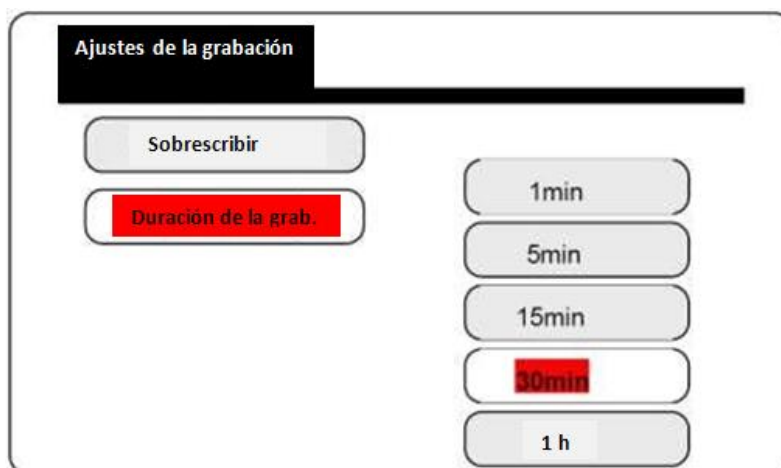 Ajustes de la grabación
Sobrescribir
Duración de la grab.
1min
5min
15min
30min
1 h